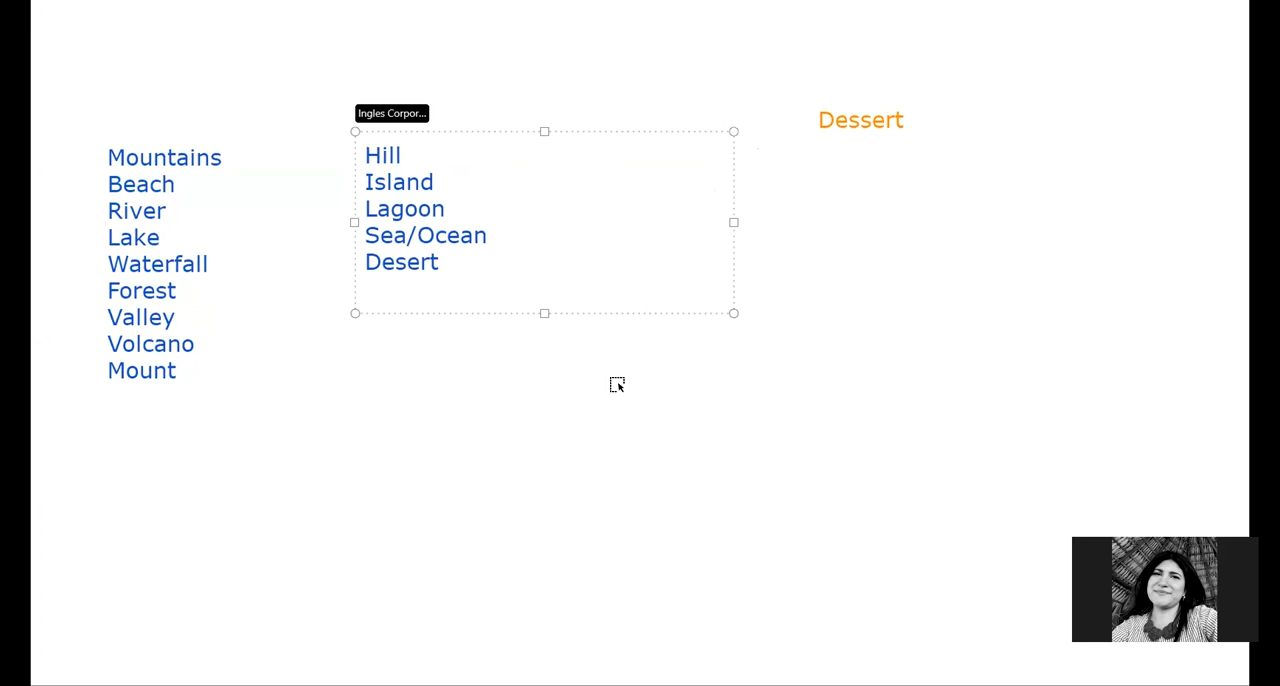 Mountains
Beach
River
Lake
Waterfall
Forest
Valley
Volcano
Mount
Ingles Corpor...
Hill
Island
Lagoon
Sea/Ocean
Desert
Dessert